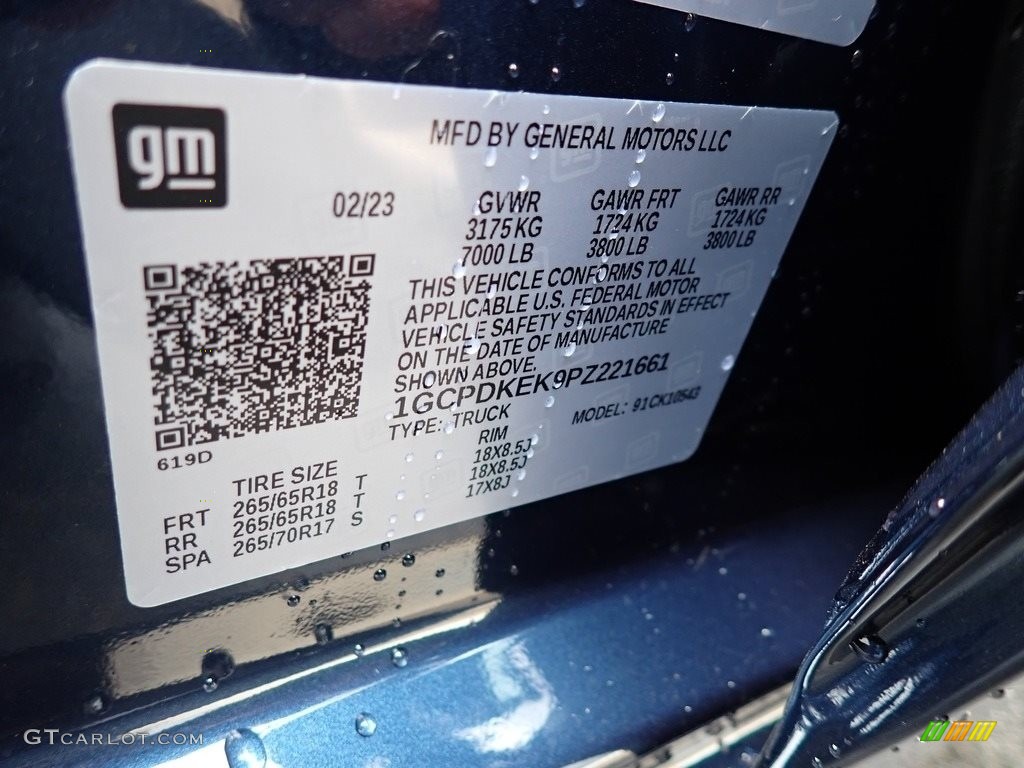 gm
MFD BY GENERAL MOTORS LLC
02/23 GVWR GAWR FRT GAWR RR
3175 KG 1724 KG 1724 KG
7000 LB 3800 LB 3800 LB
THIS VEHICLE CONFORMS TO ALL
APPLICABLE U.S. FEDERAL MOTOR
VEHICLE SAFETY STANDARDS IN EFFECT
ON THE DATE OF MANUFACTURE
SHOWN ABOVE.
1GCPDKEK9PZ221661
TYPE: TRUCK MODEL: 91CK10543
619D
TIRE SIZE RIM
FRT 265/65R18 T 18X8.5J
RR 265/65R18 T 18X8.5J
SPA 265/70R17 S 17X8J
GTCARLOT.COM